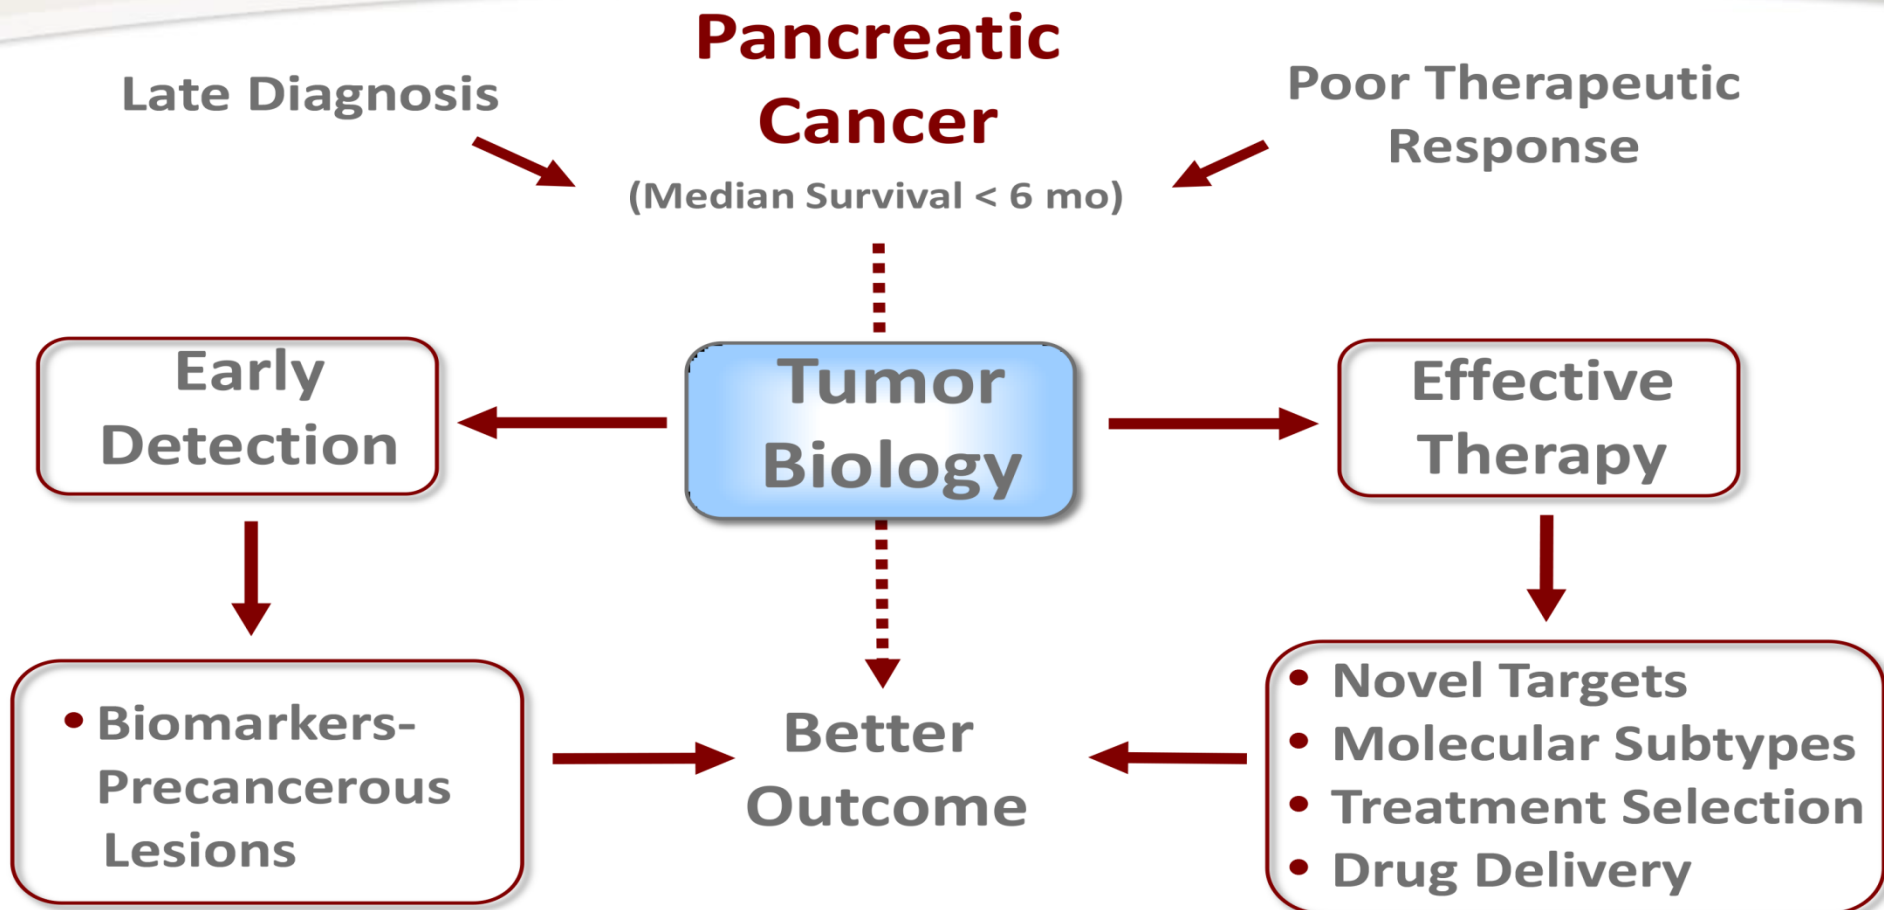 Pancreatic
Cancer
(Median Survival < 6 mo)
Late Diagnosis
Poor Therapeutic
Response
Early
Detection
Tumor
Biology
Effective
Therapy
• Biomarkers-
Precancerous
Lesions
Better
Outcome
• Novel Targets
• Molecular Subtypes
• Treatment Selection
• Drug Delivery